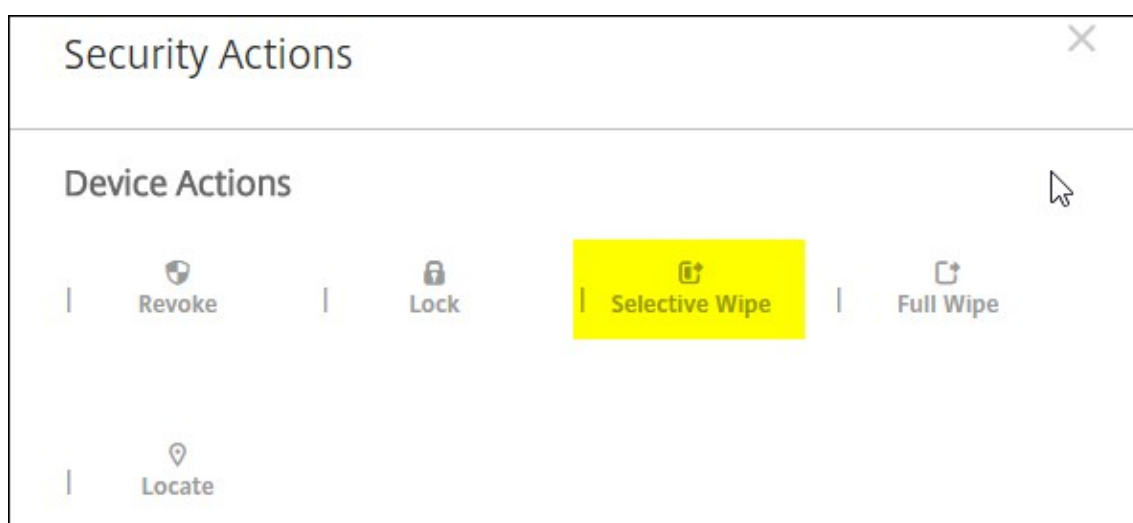 Security Actions
Device Actions
Revoke
Lock
Selective Wipe
Full Wipe
Locate